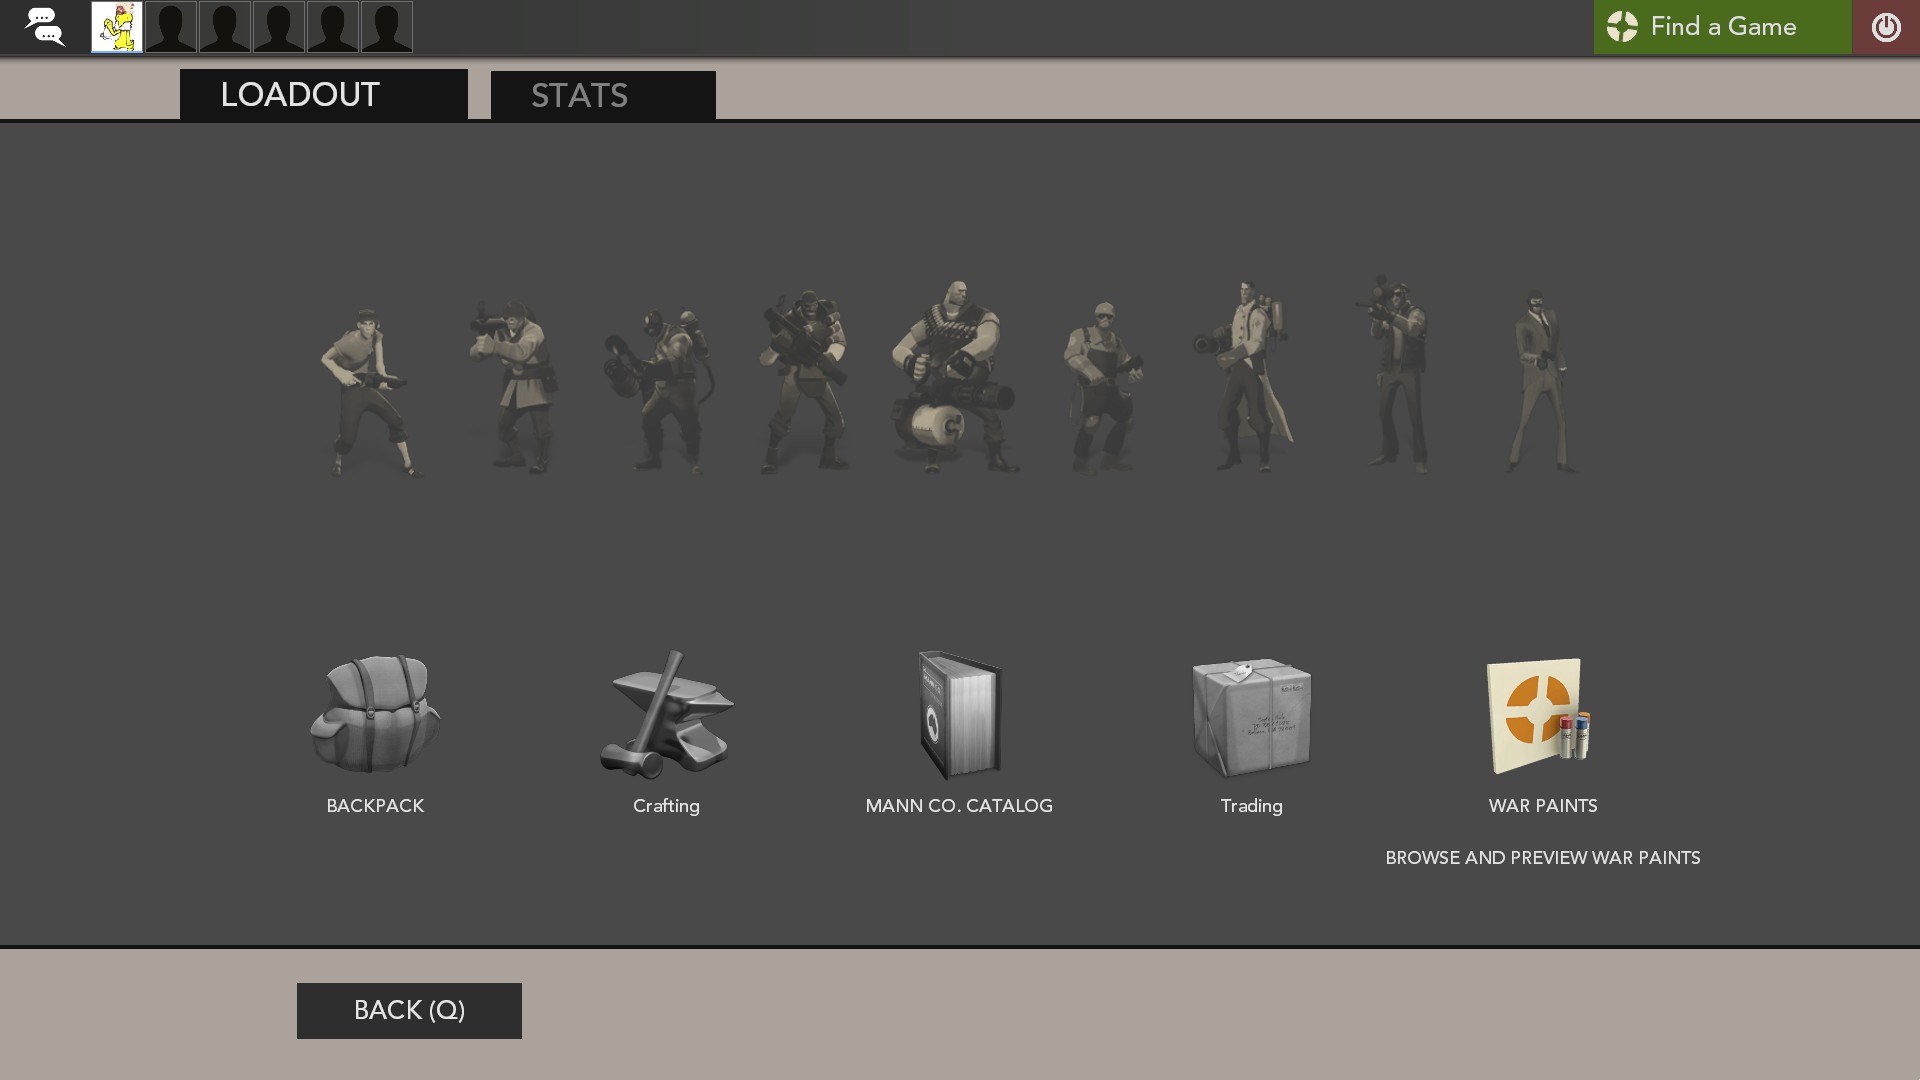 Find a Game
LOADOUT
STATS
BACKPACK
Crafting
MANN CO. CATALOG
Trading
WAR PAINTS
BROWSE AND PREVIEW WAR PAINTS
BACK (Q)